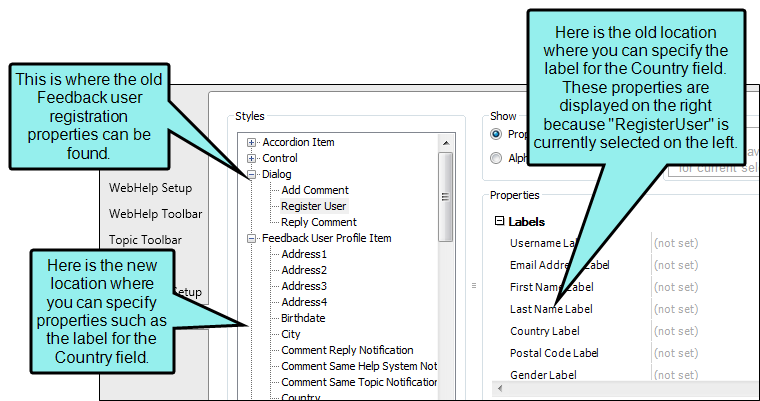 Here is the old location
where you can specify the
label for the Country field.
These properties are
displayed on the right
because "RegisterUser" is
currently selected on the left.
This is where the old
Feedback user
registration
properties can be
found.
Styles
Accordion Item
Control
Dialog
Add Comment
Register User
Reply Comment
Feedback User Profile Item
Address1
Address2
Address3
Address4
Birthdate
City
Comment Reply Notification
Comment Same Help System Not
Comment Same Topic Notification
Country
WebHelp Setup
WebHelp Toolbar
Topic Toolbar
Setup
Here is the new
location where
you can specify
properties such as
the label for the
Country field.
Show
Prop
Alph
for current sel
Properties
Labels
Username La
(not set)
Email Addre Label
(not set)
First Name Label
(not set)
Last Name Label
(not set)
Country Label
(not set)
Postal Code Label
(not set)
Gender Label
(not set)